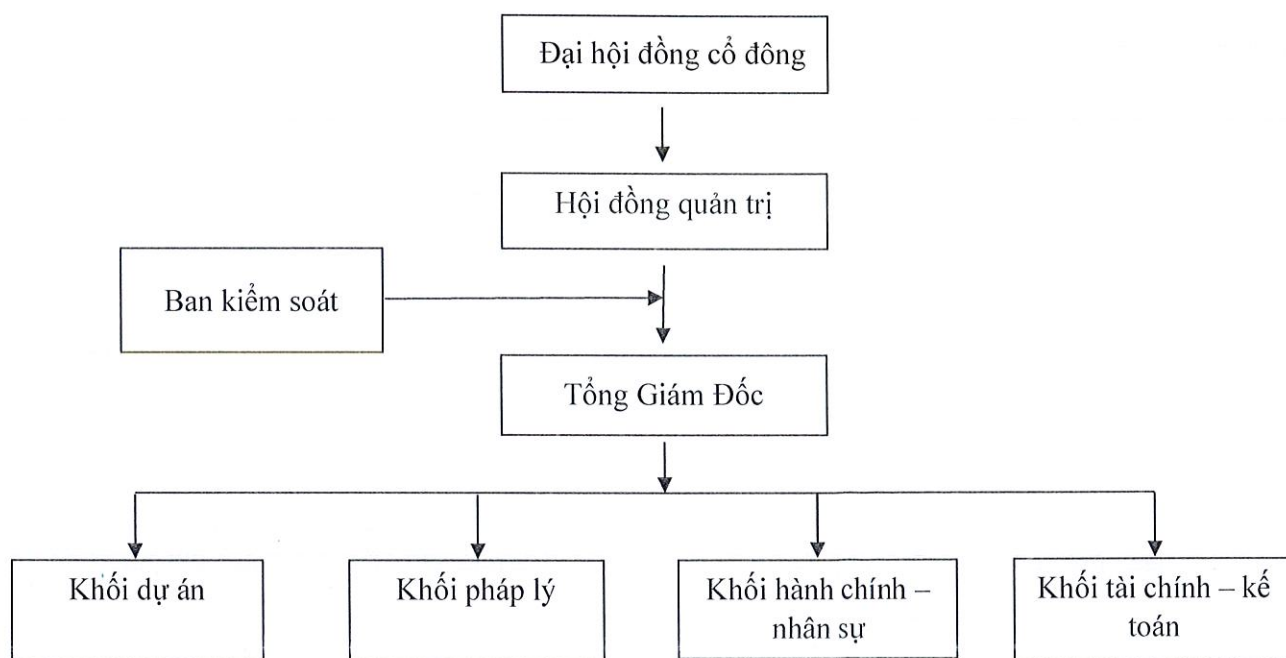 Đại hội đồng cổ đông
Hội đồng quản trị
Ban kiểm soát
Tổng Giám Đốc
Khối dự án
Khối pháp lý
Khối hành chính –
nhân sự
Khối tài chính – kế
toán